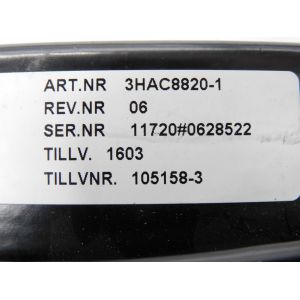 ART.NR 3HAC8820-1
REV.NR 06
SER.NR 11720#0628522
TILLV. 1603
TILLVNR. 105158-3